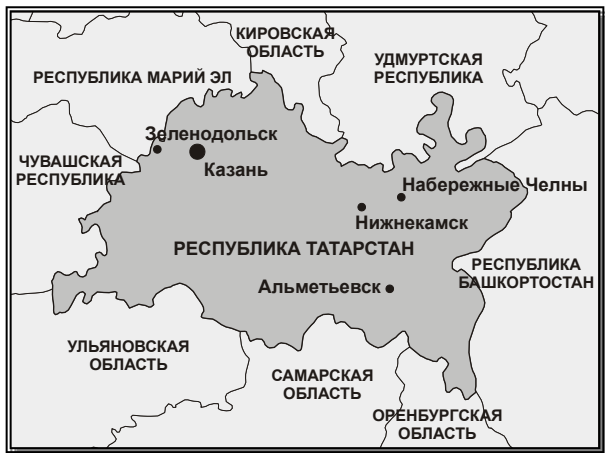 КИРОВСКАЯ
ОБЛАСТЬ
УДМУРТСКАЯ
РЕСПУБЛИКА
РЕСПУБЛИКА МАРИЙ ЭЛ
Зеленодольск
ЧУВАШСКАЯ
РЕСПУБЛИКА
Казань
Набережные Челны
Нижнекамск
РЕСПУБЛИКА ТАТАРСТАН
РЕСПУБЛИКА
БАШКОРТОСТАН
Альметьевск
УЛЬЯНОВСКАЯ
ОБЛАСТЬ
САМАРСКАЯ
ОБЛАСТЬ
ОРЕНБУРГСКАЯ
ОБЛАСТЬ